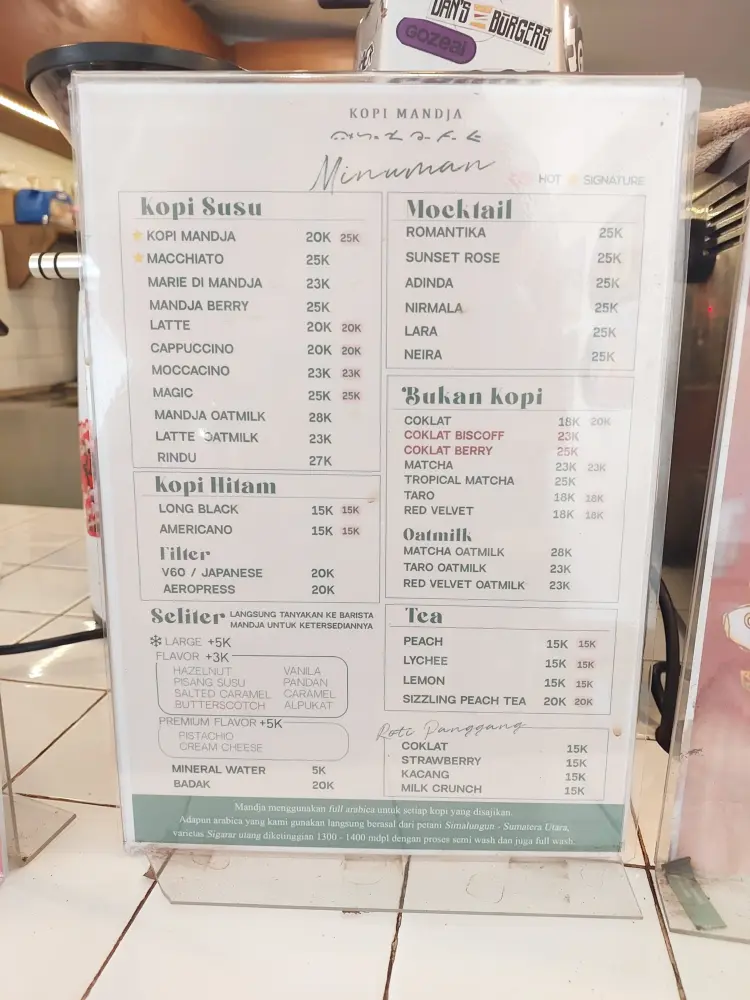 DAN'S BURGERS
GOZEAL
KOPI MANDJA
Minuman
HOT SIGNATURE
Kopi Susu
KOPI MANDJA 20K 25K
MACCHIATO 25K
MARIE DI MANDJA 23K
MANDJA BERRY 25K
LATTE 20K 20K
CAPPUCCINO 20K 20K
MOCCACINO 23K 23K
MAGIC 25K 25K
MANDJA OATMILK 28K
LATTE OATMILK 23K
RINDU 27K
Kopi Hitam
LONG BLACK 15K 15K
AMERICANO 15K 15K
Filter
V60 / JAPANESE 20K
AEROPRESS 20K
Seliter LANGSUNG TANYAKAN KE BARISTA
MANDJA UNTUK KETERSEDIANNYA
LARGE +5K
FLAVOR +3K
HAZELNUT VANILA
PISANG SUSU PANDAN
SALTED CARAMEL CARAMEL
BUTTERSCOTCH ALPUKAT
PREMIUM FLAVOR +5K
PISTACHIO
CREAM CHEESE
MINERAL WATER 5K
BADAK 20K
Mocktail
ROMANTIKA 25K
SUNSET ROSE 25K
ADINDA 25K
NIRMALA 25K
LARA 25K
NEIRA 25K
Bukan Kopi
COKLAT 18K 20K
COKLAT BISCOFF 23K
COKLAT BERRY 25K
MATCHA 23K 23K
TROPICAL MATCHA 25K
TARO 18K 18K
RED VELVET 18K 18K
Oatmilk
MATCHA OATMILK 28K
TARO OATMILK 23K
RED VELVET OATMILK 23K
Tea
PEACH 15K 15K
LYCHEE 15K 15K
LEMON 15K 15K
SIZZLING PEACH TEA 20K 20K
Roti Panggang
COKLAT 15K
STRAWBERRY 15K
KACANG 15K
MILK CRUNCH 15K
Mandja menggunakan full arabica untuk setiap kopi yang disajikan.
Adapun arabica yang kami gunakan langsung berasal dari petani Simalungun - Sumatera Utara,
varietas Sigarar utang diketinggian 1300 - 1400 mdpl dengan proses semi wash dan juga full wash.